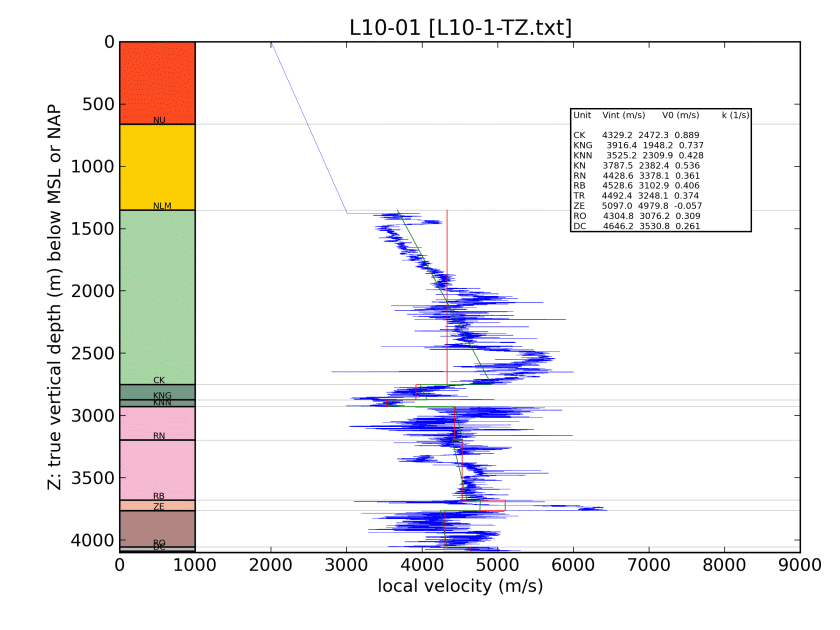 L10-01 [L10-1-TZ.txt]
Z: true vertical depth (m) below MSL or NAP
0
500
1000
1500
2000
2500
3000
3500
4000
NU
NLM
CK
KNG
KNN
RN
RB
ZE
RO
DC
Unit Vint (m/s) V0 (m/s) k (1/s)
CK 4329.2 2472.3 0.889
KNG 3916.4 1948.2 0.737
KNN 3525.2 2309.9 0.428
KN 3787.5 2382.4 0.536
RN 4428.6 3378.1 0.361
RB 4528.6 3102.9 0.406
TR 4492.4 3248.1 0.374
ZE 5097.0 4979.8 -0.057
RO 4304.8 3076.2 0.309
DC 4646.2 3530.8 0.261
0 1000 2000 3000 4000 5000 6000 7000 8000 9000
local velocity (m/s)